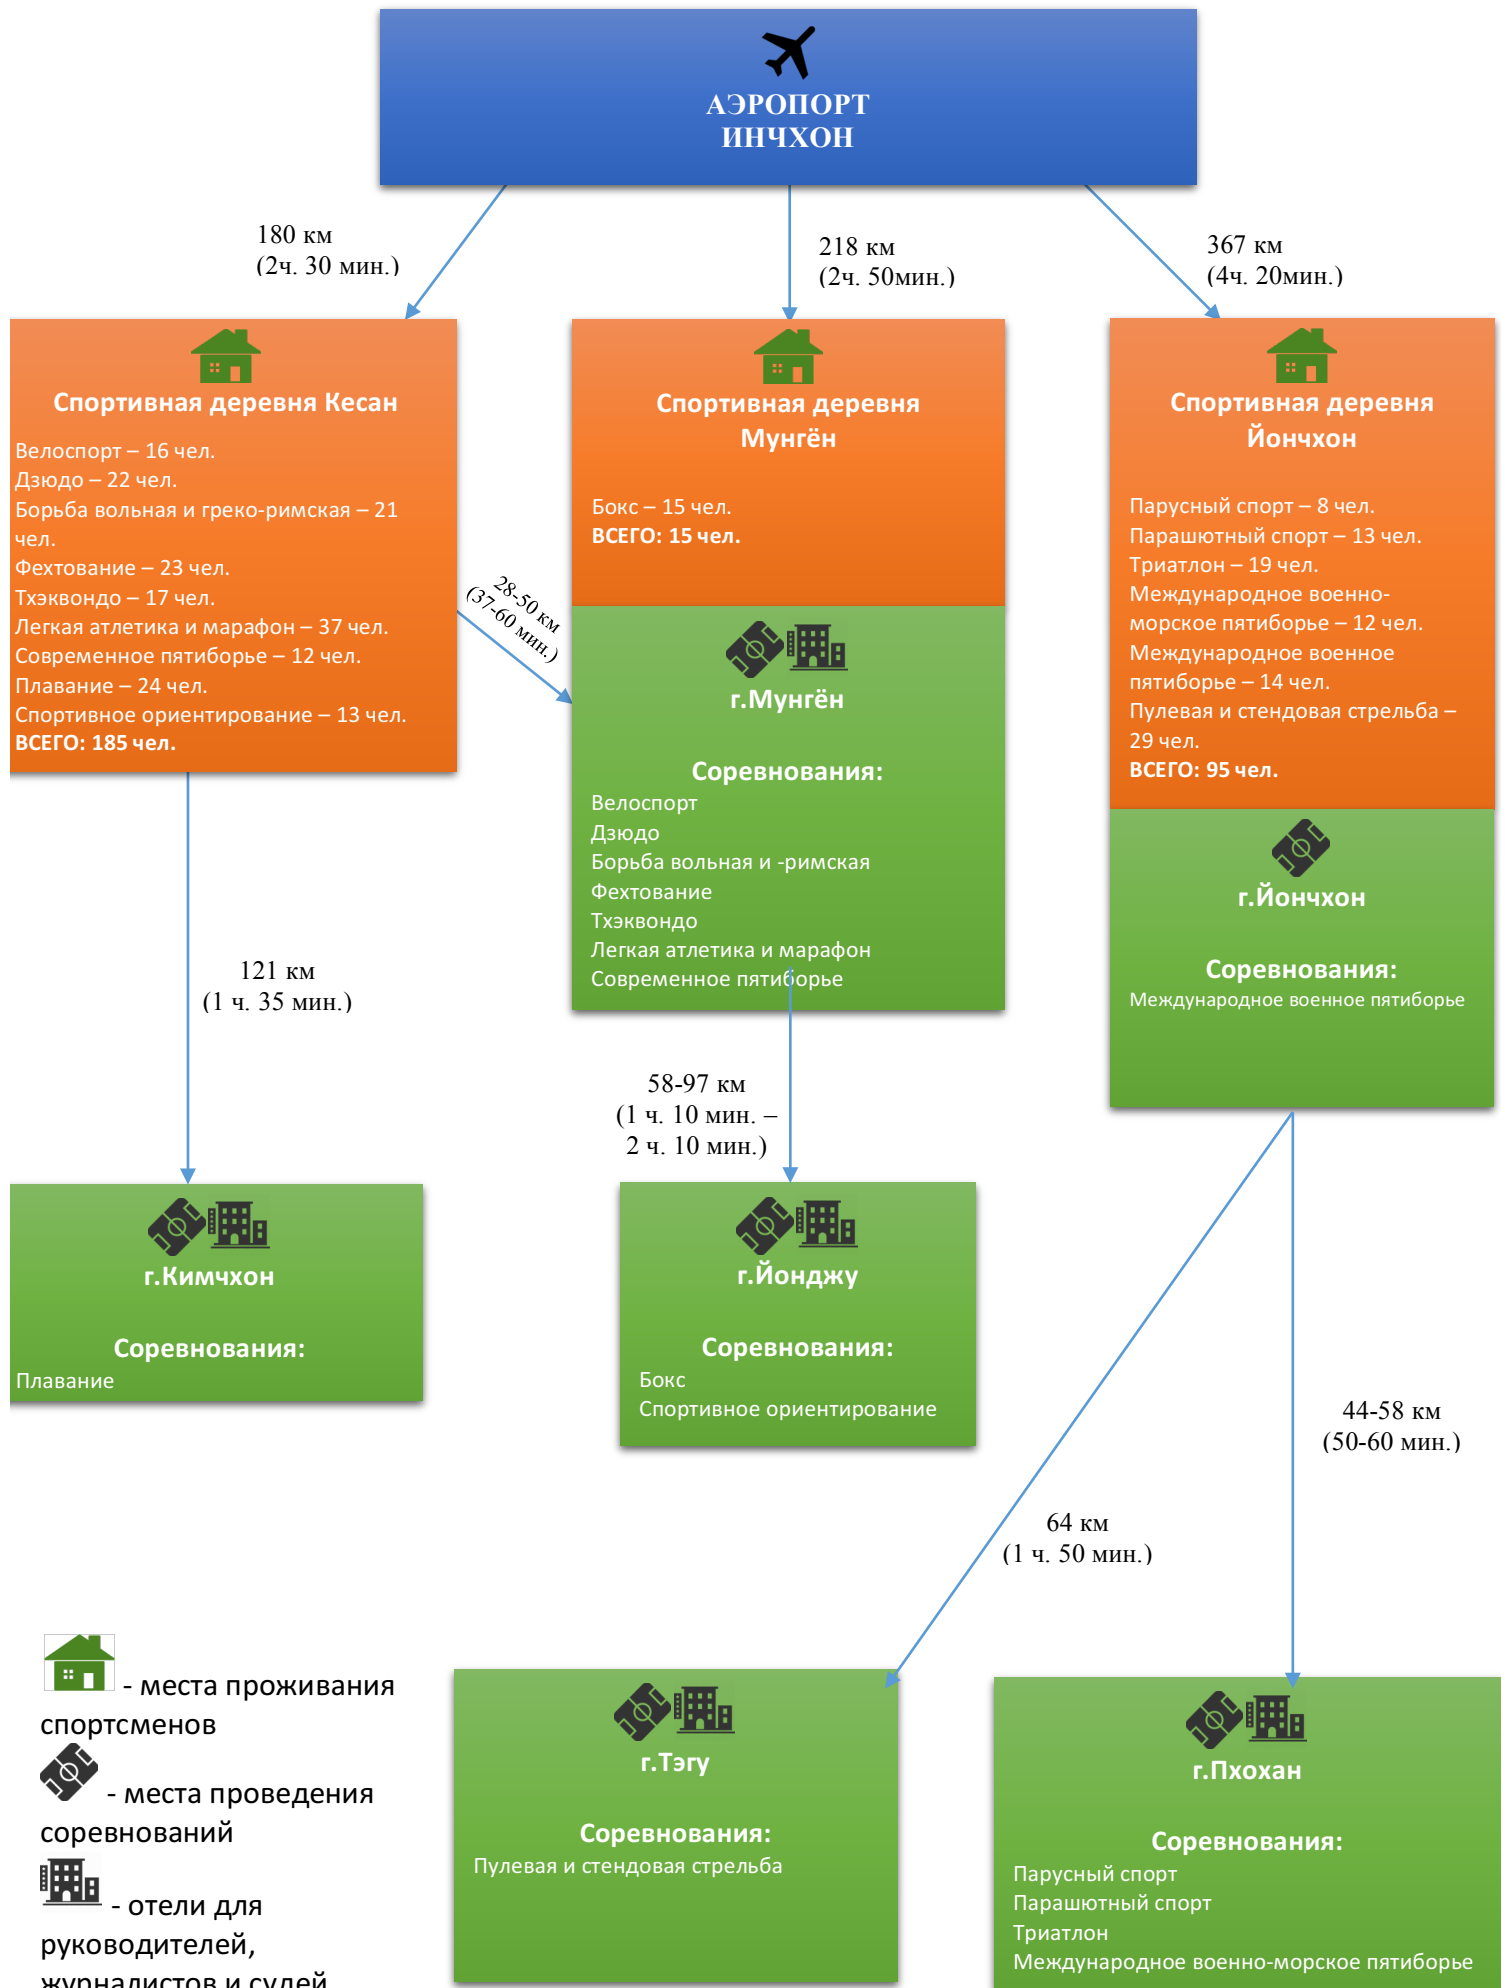 АЭРОПОРТ
ИНЧХОН
180 км
(2ч. 30 мин.)
218 км
(2ч. 50мин.)
367 км
(4ч. 20мин.)
Спортивная деревня Кесан
Велоспорт – 16 чел.
Дзюдо – 22 чел.
Борьба вольная и греко-римская – 21
чел.
Фехтование – 23 чел.
Тхэквондо – 17 чел.
Легкая атлетика и марафон – 37 чел.
Современное пятиборье – 12 чел.
Плавание – 24 чел.
Спортивное ориентирование – 13 чел.
ВСЕГО: 185 чел.
28-50 км
(37-60 мин.)
Спортивная деревня
Мунгён
Бокс – 15 чел.
ВСЕГО: 15 чел.
г.Мунгён
Соревнования:
Велоспорт
Дзюдо
Борьба вольная и -римская
Фехтование
Тхэквондо
Легкая атлетика и марафон
Современное пятиборье
Спортивная деревня
Йончхон
Парусный спорт – 8 чел.
Парашютный спорт – 13 чел.
Триатлон – 19 чел.
Международное военно-
морское пятиборье – 12 чел.
Международное военное
пятиборье – 14 чел.
Пулевая и стендовая стрельба –
29 чел.
ВСЕГО: 95 чел.
г.Йончхон
Соревнования:
Международное военное пятиборье
121 км
(1 ч. 35 мин.)
58-97 км
(1 ч. 10 мин. –
2 ч. 10 мин.)
г.Кимчхон
Соревнования:
Плавание
г.Йонджу
Соревнования:
Бокс
Спортивное ориентирование
44-58 км
(50-60 мин.)
64 км
(1 ч. 50 мин.)
- места проживания
спортсменов
- места проведения
соревнований
- отели для
руководителей,
журналистов и судей
г.Тэгу
Соревнования:
Пулевая и стендовая стрельба
г.Пхохан
Соревнования:
Парусный спорт
Парашютный спорт
Триатлон
Международное военно-морское пятиборье